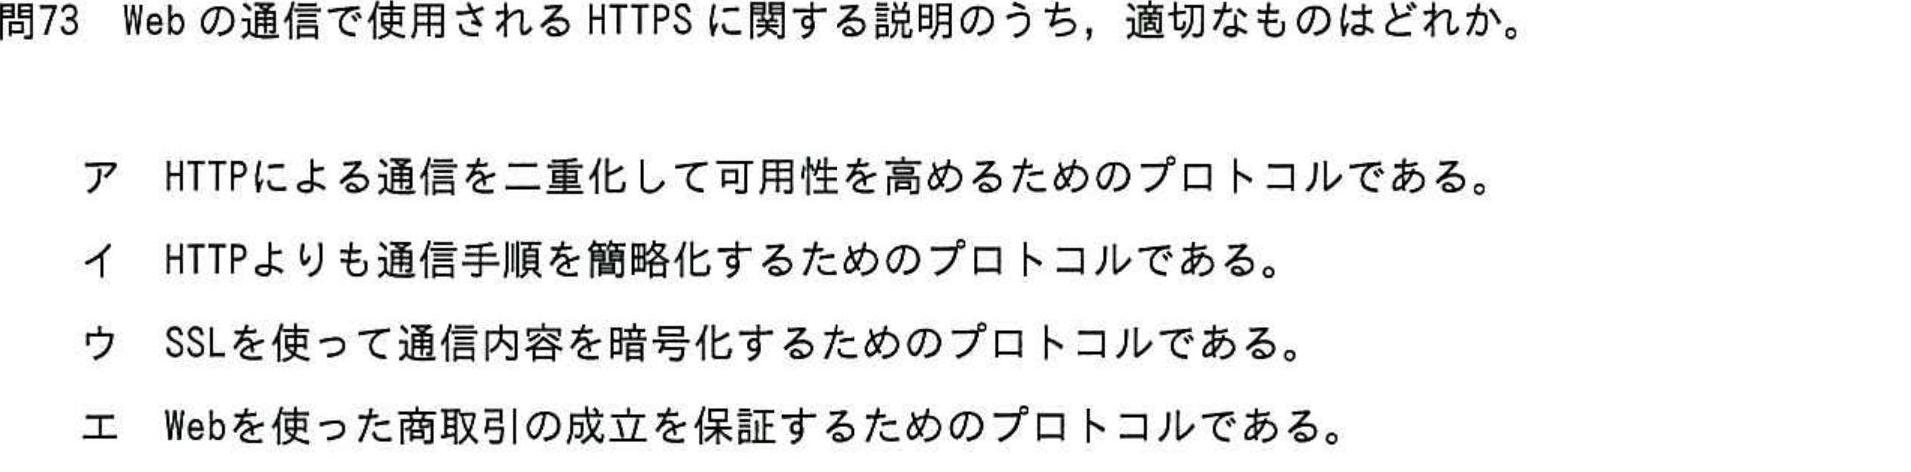 問73　Web の通信で使用される HTTPS に関する説明のうち，適切なものはどれか。
ア　HTTPによる通信を二重化して可用性を高めるためのプロトコルである。
イ　HTTPよりも通信手順を簡略化するためのプロトコルである。
ウ　SSLを使って通信内容を暗号化するためのプロトコルである。
エ　Webを使った商取引の成立を保証するためのプロトコルである。